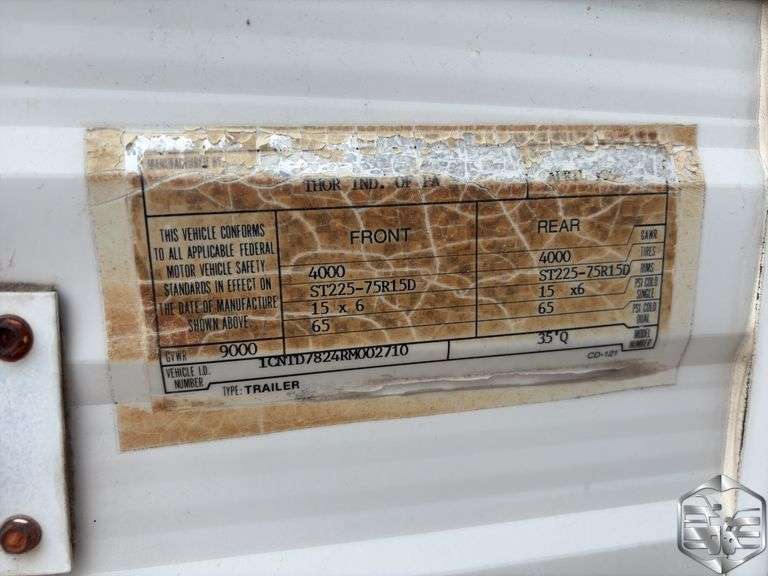 MANUFACTURED BY
THOR IND. OF PA
THIS VEHICLE CONFORMS
TO ALL APPLICABLE FEDERAL
MOTOR VEHICLE SAFETY
STANDARDS IN EFFECT ON
THE DATE OF MANUFACTURE
SHOWN ABOVE.
FRONT
REAR
4000
4000
GAWR
ST225-75R15D
ST225-75R15D
TIRES
15 x 6
15 x6
RIMS
65
65
PSI COLD
SINGLE
PSI COLD
DUAL
GVWR 9000
VEHICLE I.D.
NUMBER
1CNTD7824RM002710
35'Q
MODEL
NUMBER
TYPE: TRAILER
CD-121